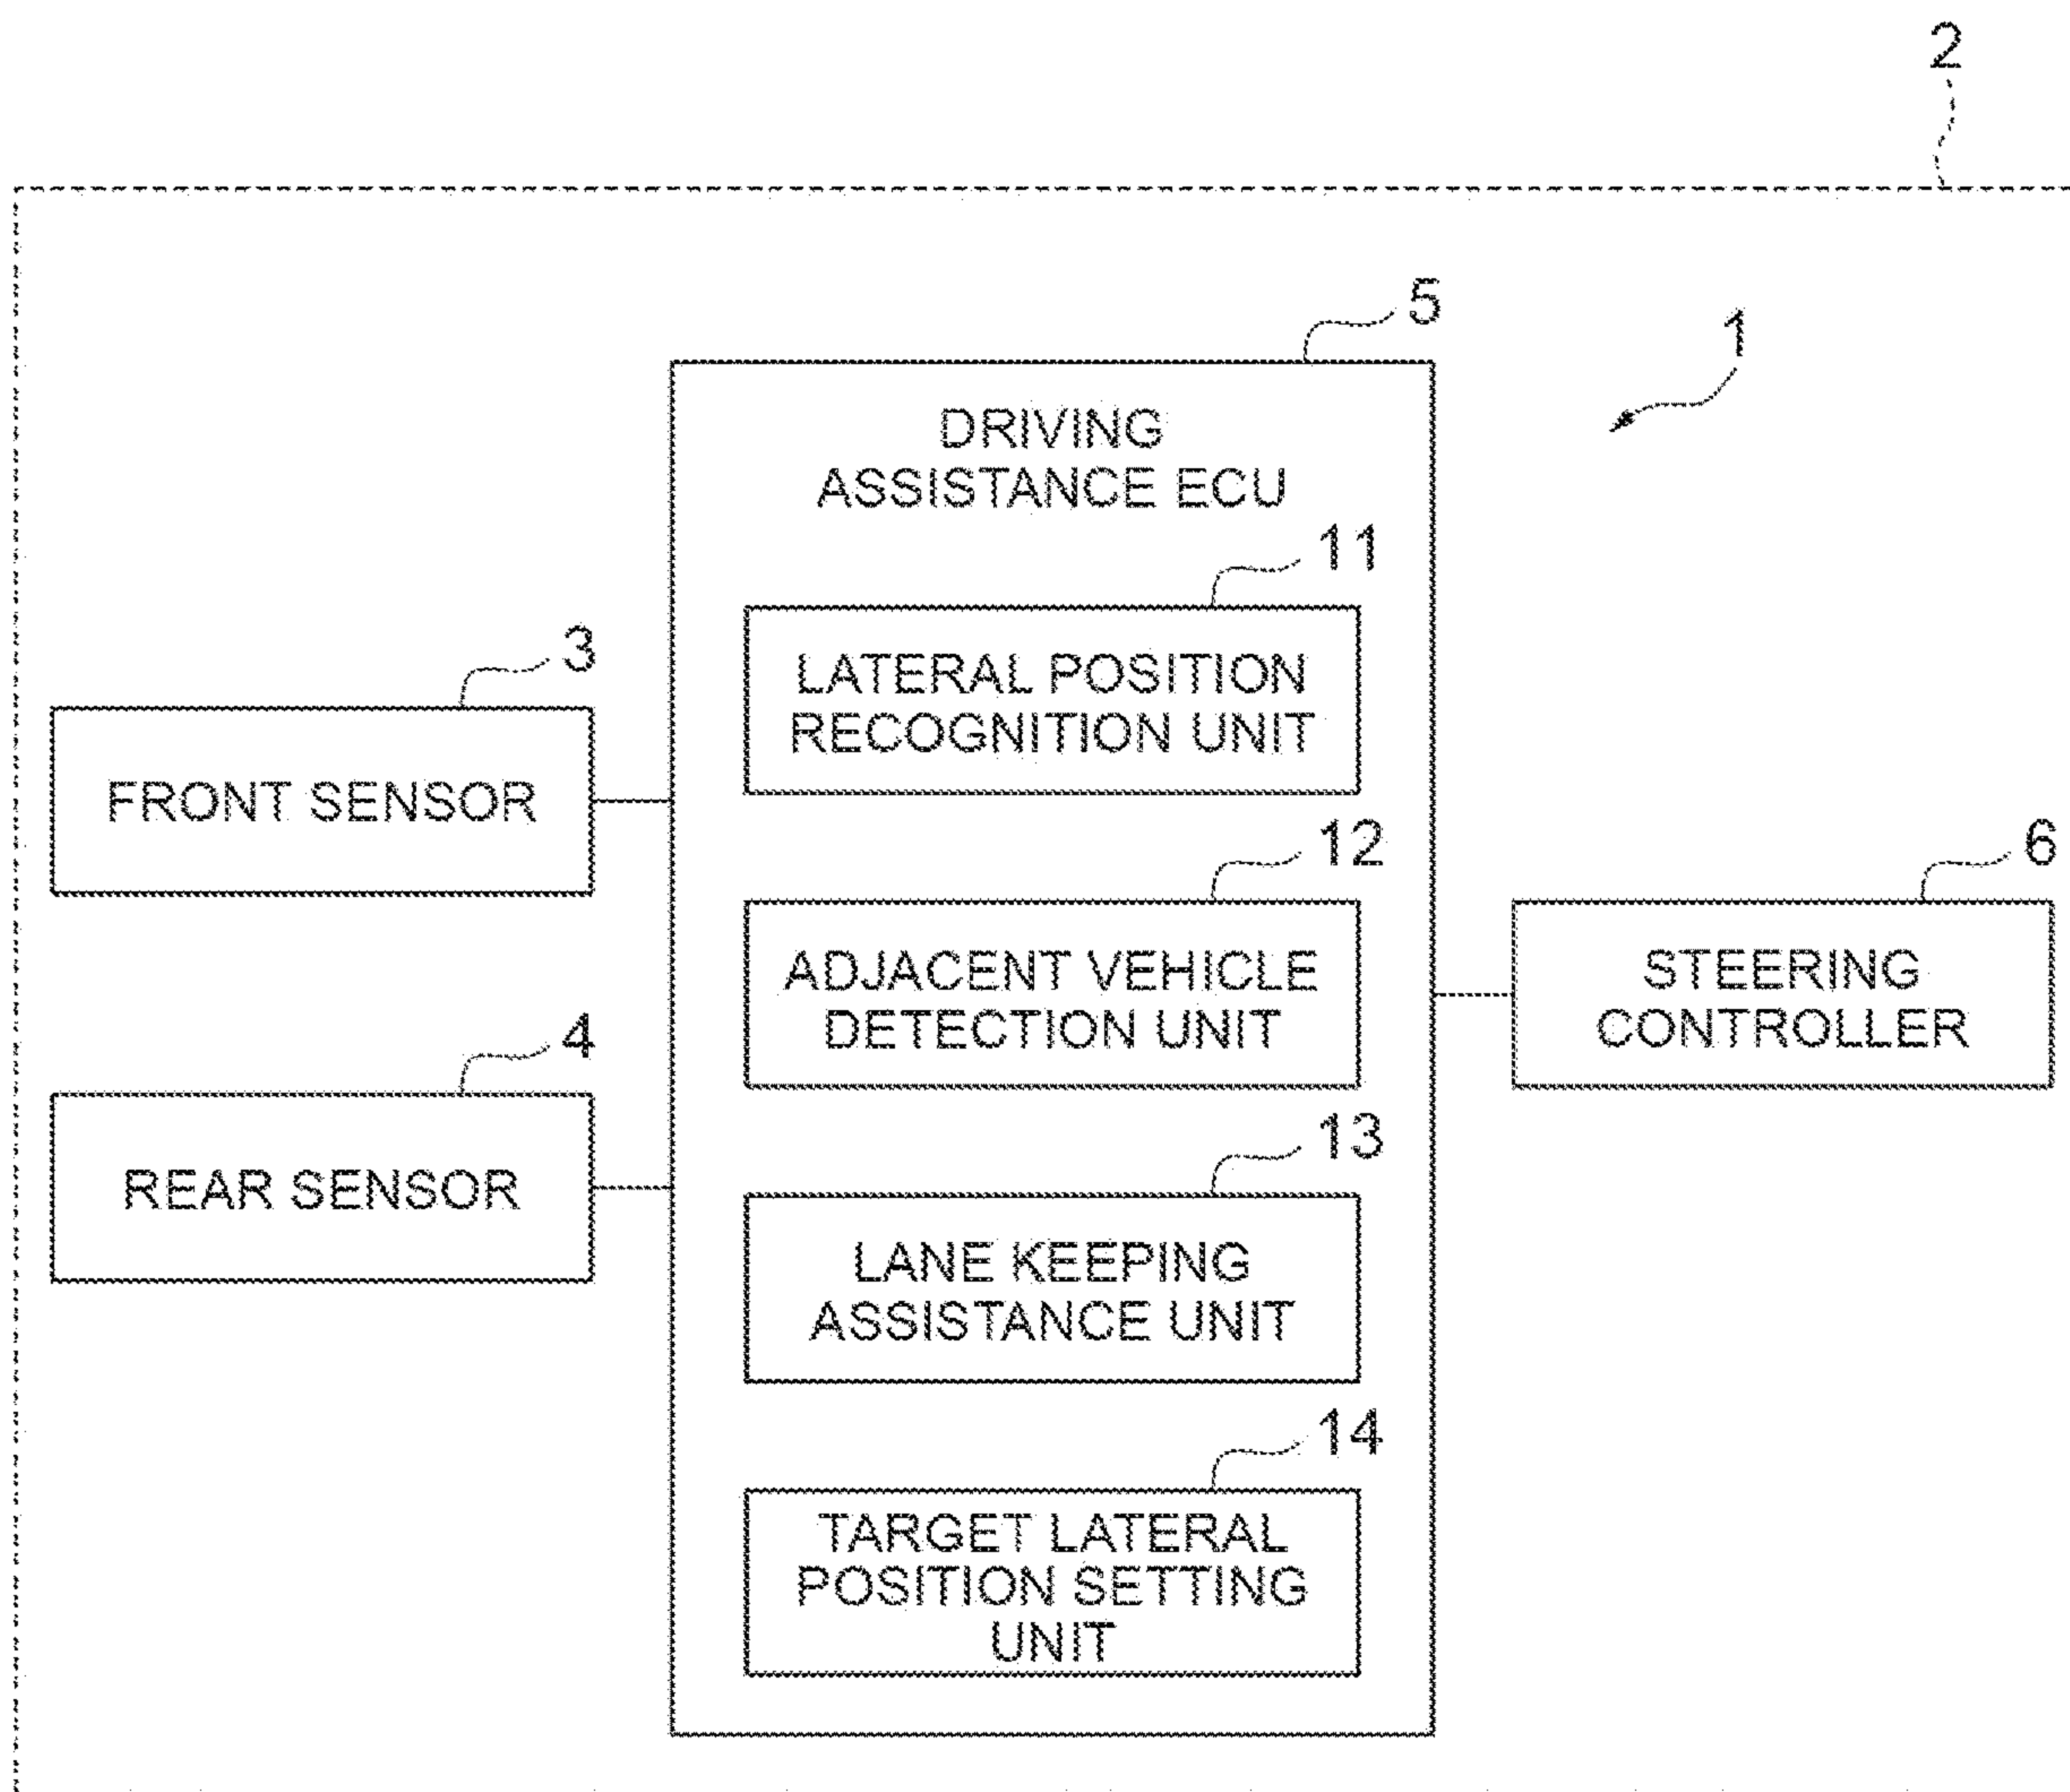 2
5
1
DRIVING
ASSISTANCE ECU
11
LATERAL POSITION
RECOGNITION UNIT
3
FRONT SENSOR
12
ADJACENT VEHICLE
DETECTION UNIT
6
STEERING
CONTROLLER
4
REAR SENSOR
13
LANE KEEPING
ASSISTANCE UNIT
14
TARGET LATERAL
POSITION SETTING
UNIT